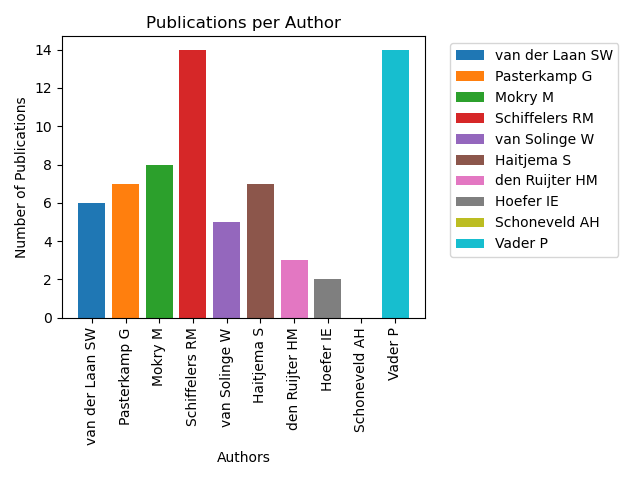 Publications per Author
Number of Publications
14
12
10
8
6
4
2
0
van der Laan SW
Pasterkamp G
Mokry M
Schiffelers RM
van Solinge W
Haitjema S
den Ruijter HM
Hoefer IE
Schoneveld AH
Vader P
Authors
van der Laan SW
Pasterkamp G
Mokry M
Schiffelers RM
van Solinge W
Haitjema S
den Ruijter HM
Hoefer IE
Schoneveld AH
Vader P